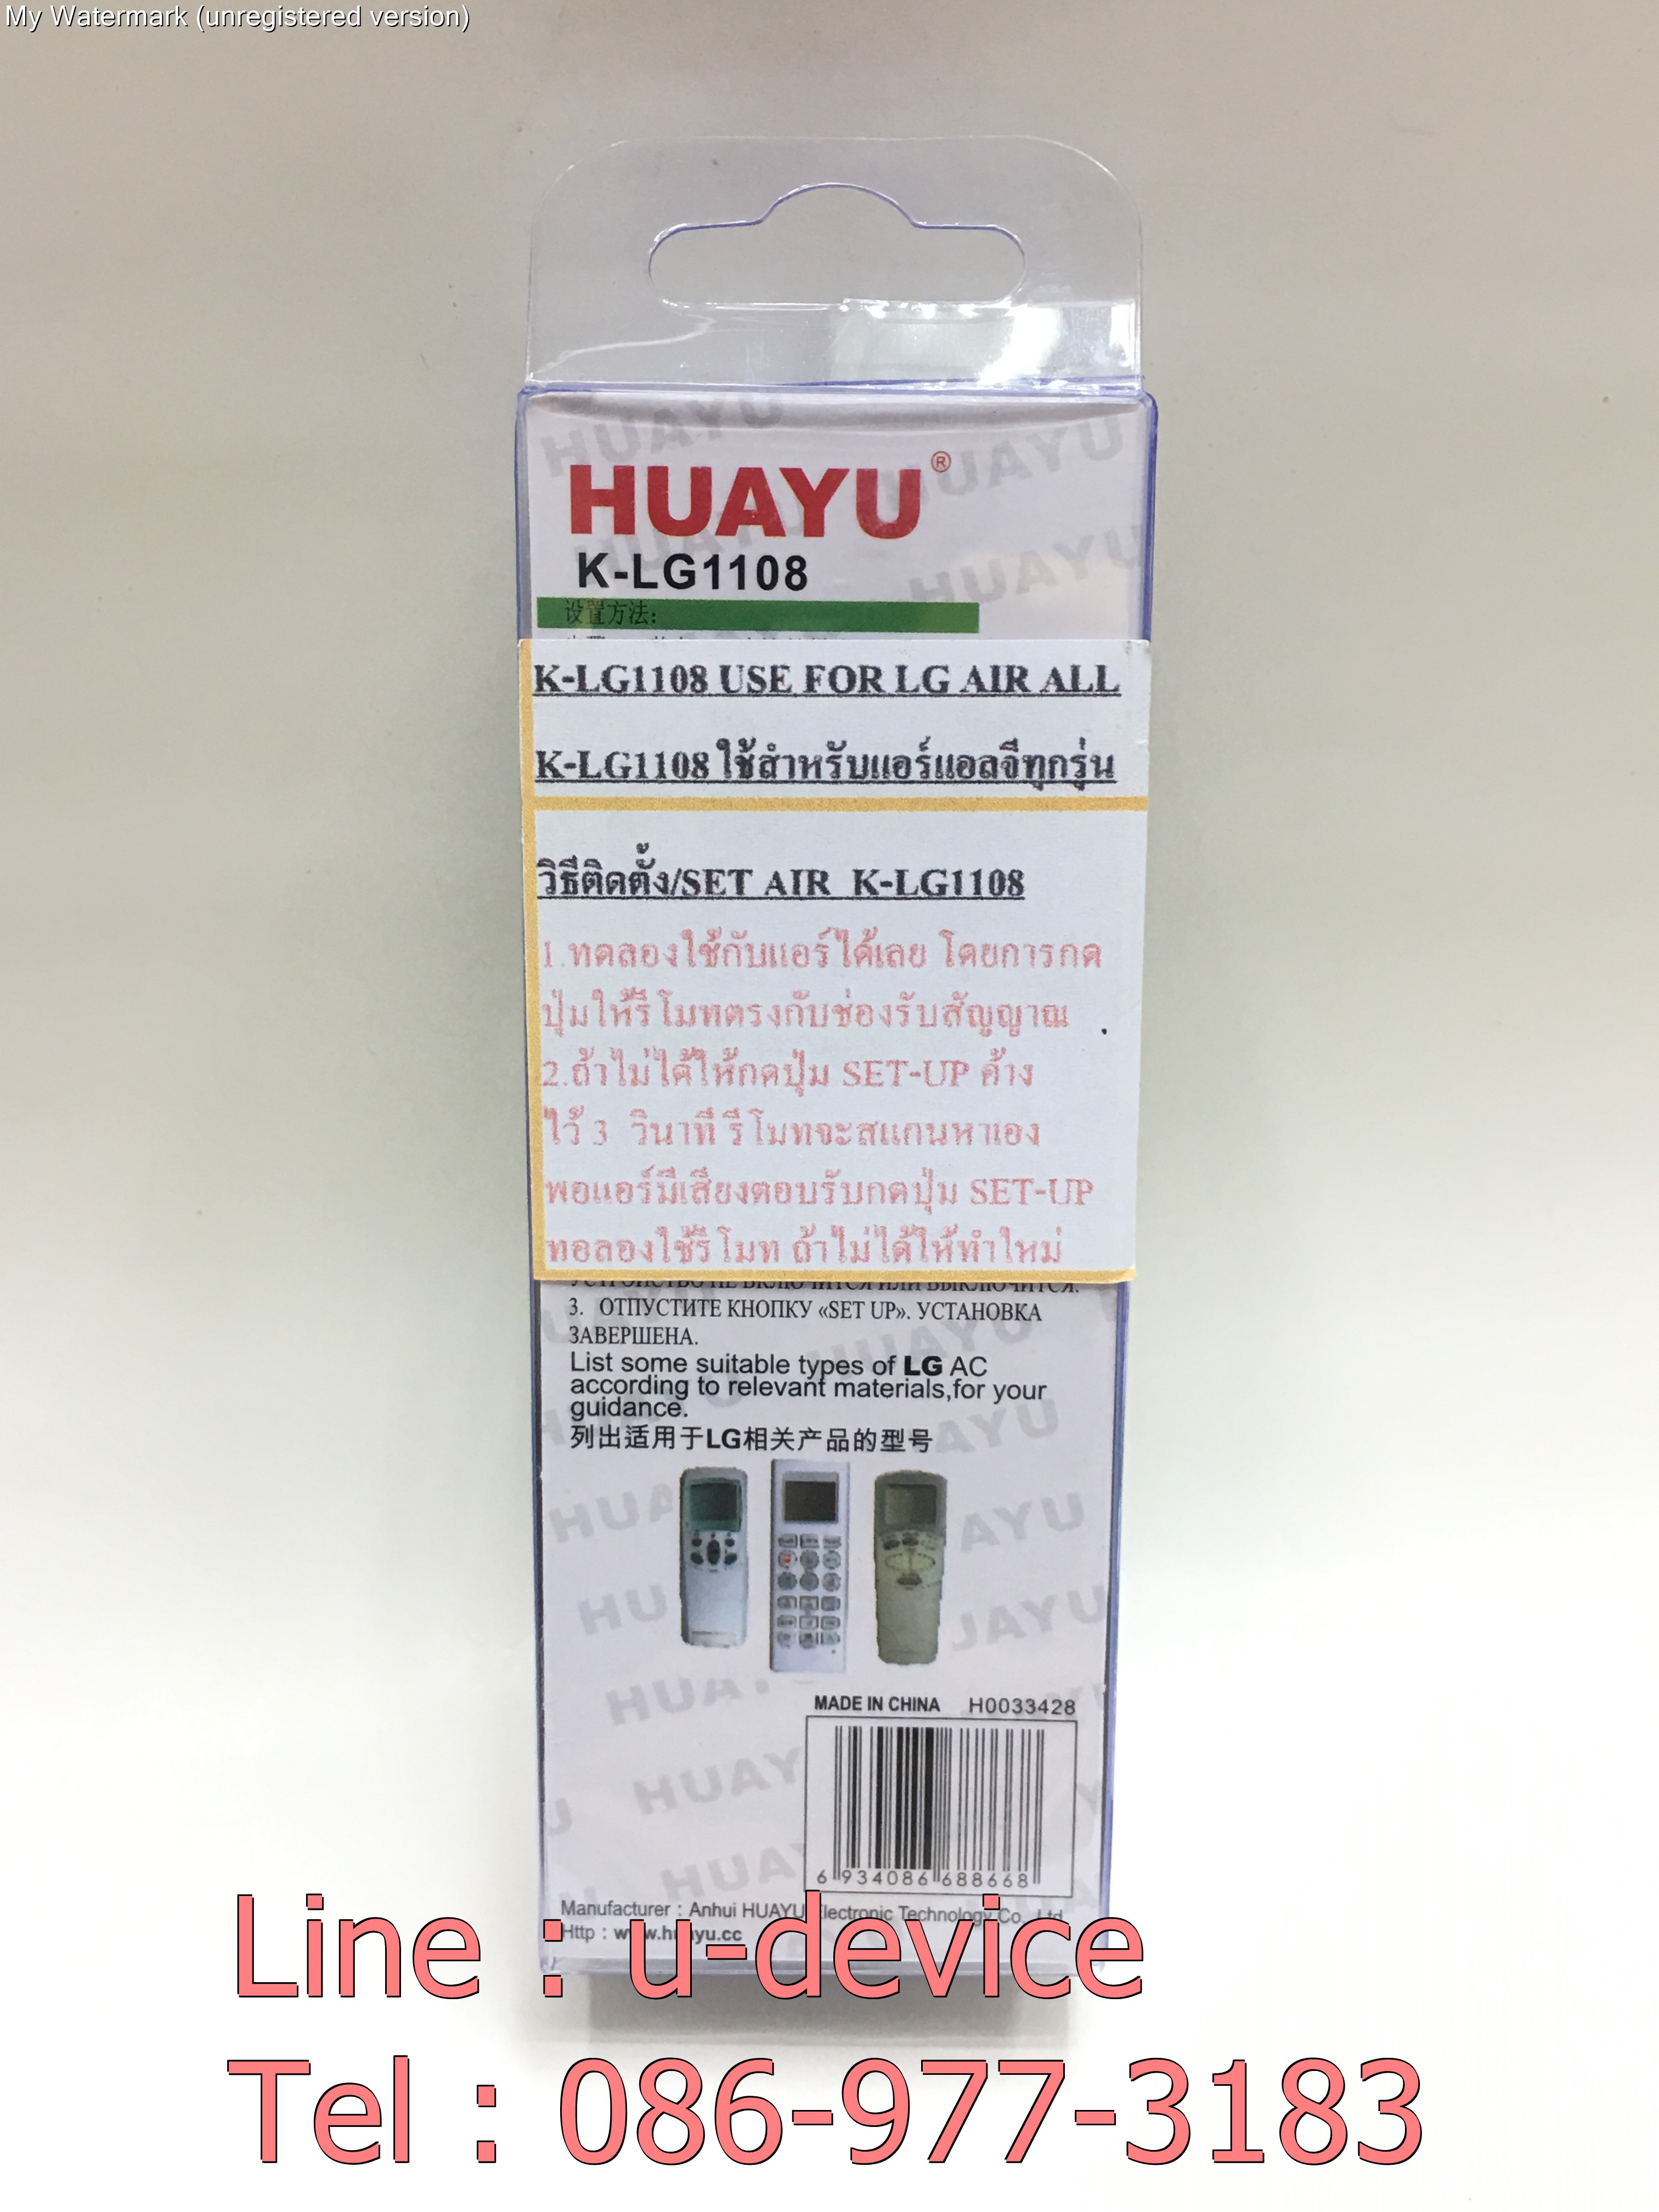 My Watermark (unregistered version)
HUAYU®
K-LG1108
设置方法:
K-LG1108 USE FOR LG AIR ALL
K-LG1108 ใช้สำหรับแอร์แอลจีทุกรุ่น
วิธีติดตั้ง/SET AIR K-LG1108
1.ทดลองใช้กับแอร์ได้เลย โดยการกด
ปุ่มให้รีโมทตรงกับช่องรับสัญญาณ
2.ถ้าไม่ได้ให้กดปุ่ม SET-UP ค้าง
ไว้ 3 วินาที รีโมทจะสแกนหาเอง
พอแอร์มีเสียงตอบรับกดปุ่ม SET-UP
ทอลองใช้รีโมท ถ้าไม่ได้ให้ทำใหม่
УСТРОЙСТВО НЕ ВКЛЮЧИТСЯ ИЛИ ВЫКЛЮЧИТСЯ.
3. ОТПУСТИТЕ КНОПКУ «SET UP». УСТАНОВКА
ЗАВЕРШЕНА.
List some suitable types of LG AC
according to relevant materials,for your
guidance.
列出适用于LG相关产品的型号
MADE IN CHINA H0033428
6 934086 688668
Manufacturer : Anhui HUAYU Electronic Technology Co., Ltd
Http : www.huayu.cc
Line : u-device
Tel : 086-977-3183